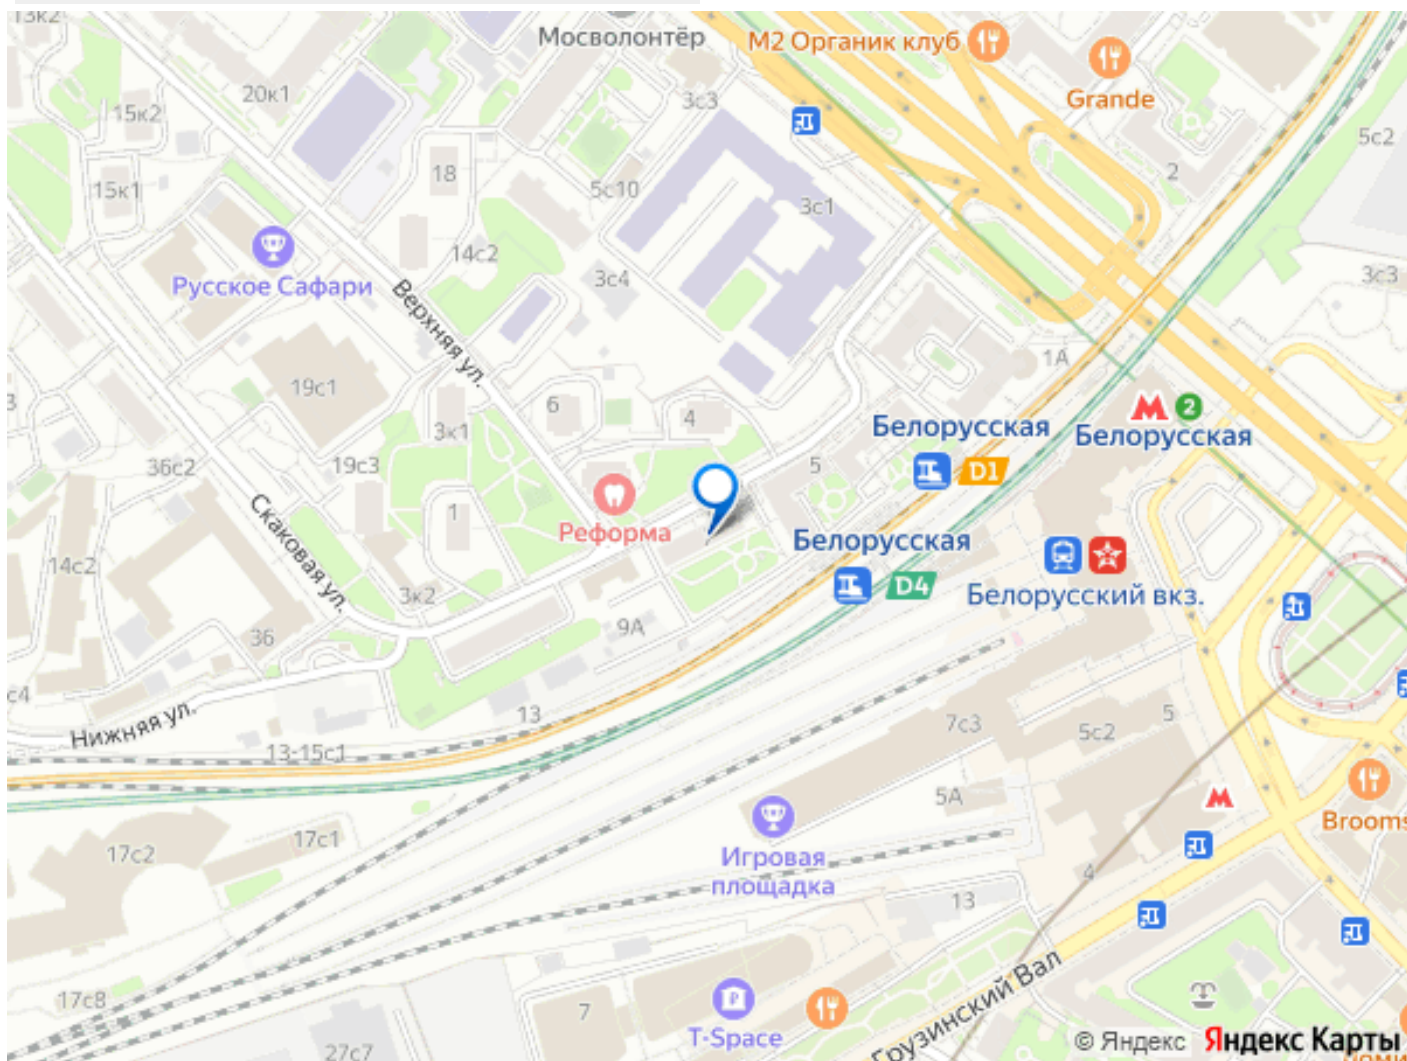 13к2
Мосволонтёр
М2 Органик клуб
Grande
20к1
15к2
3с3
5с2
18
15к1
5с10
3с1
2
14с2
3с4
3с3
Русское Сафари
Верхняя ул.
1А
19с1
6
4
2
Белорусская
Белорусская
3к1
D1
5
36с2
19с3
Скаковая ул.
1
Реформа
Белорусская
D4
Белорусский вкз.
14с2
3к2
9А
36
с4
Нижняя ул.
13
13-15с1
7с3
5
5с2
5А
Brooms
17с2
17с1
Игровая
площадка
4
13
17с8
7
P
T-Space
Грузинский Вал
27с7
© Яндекс Яндекс Карты